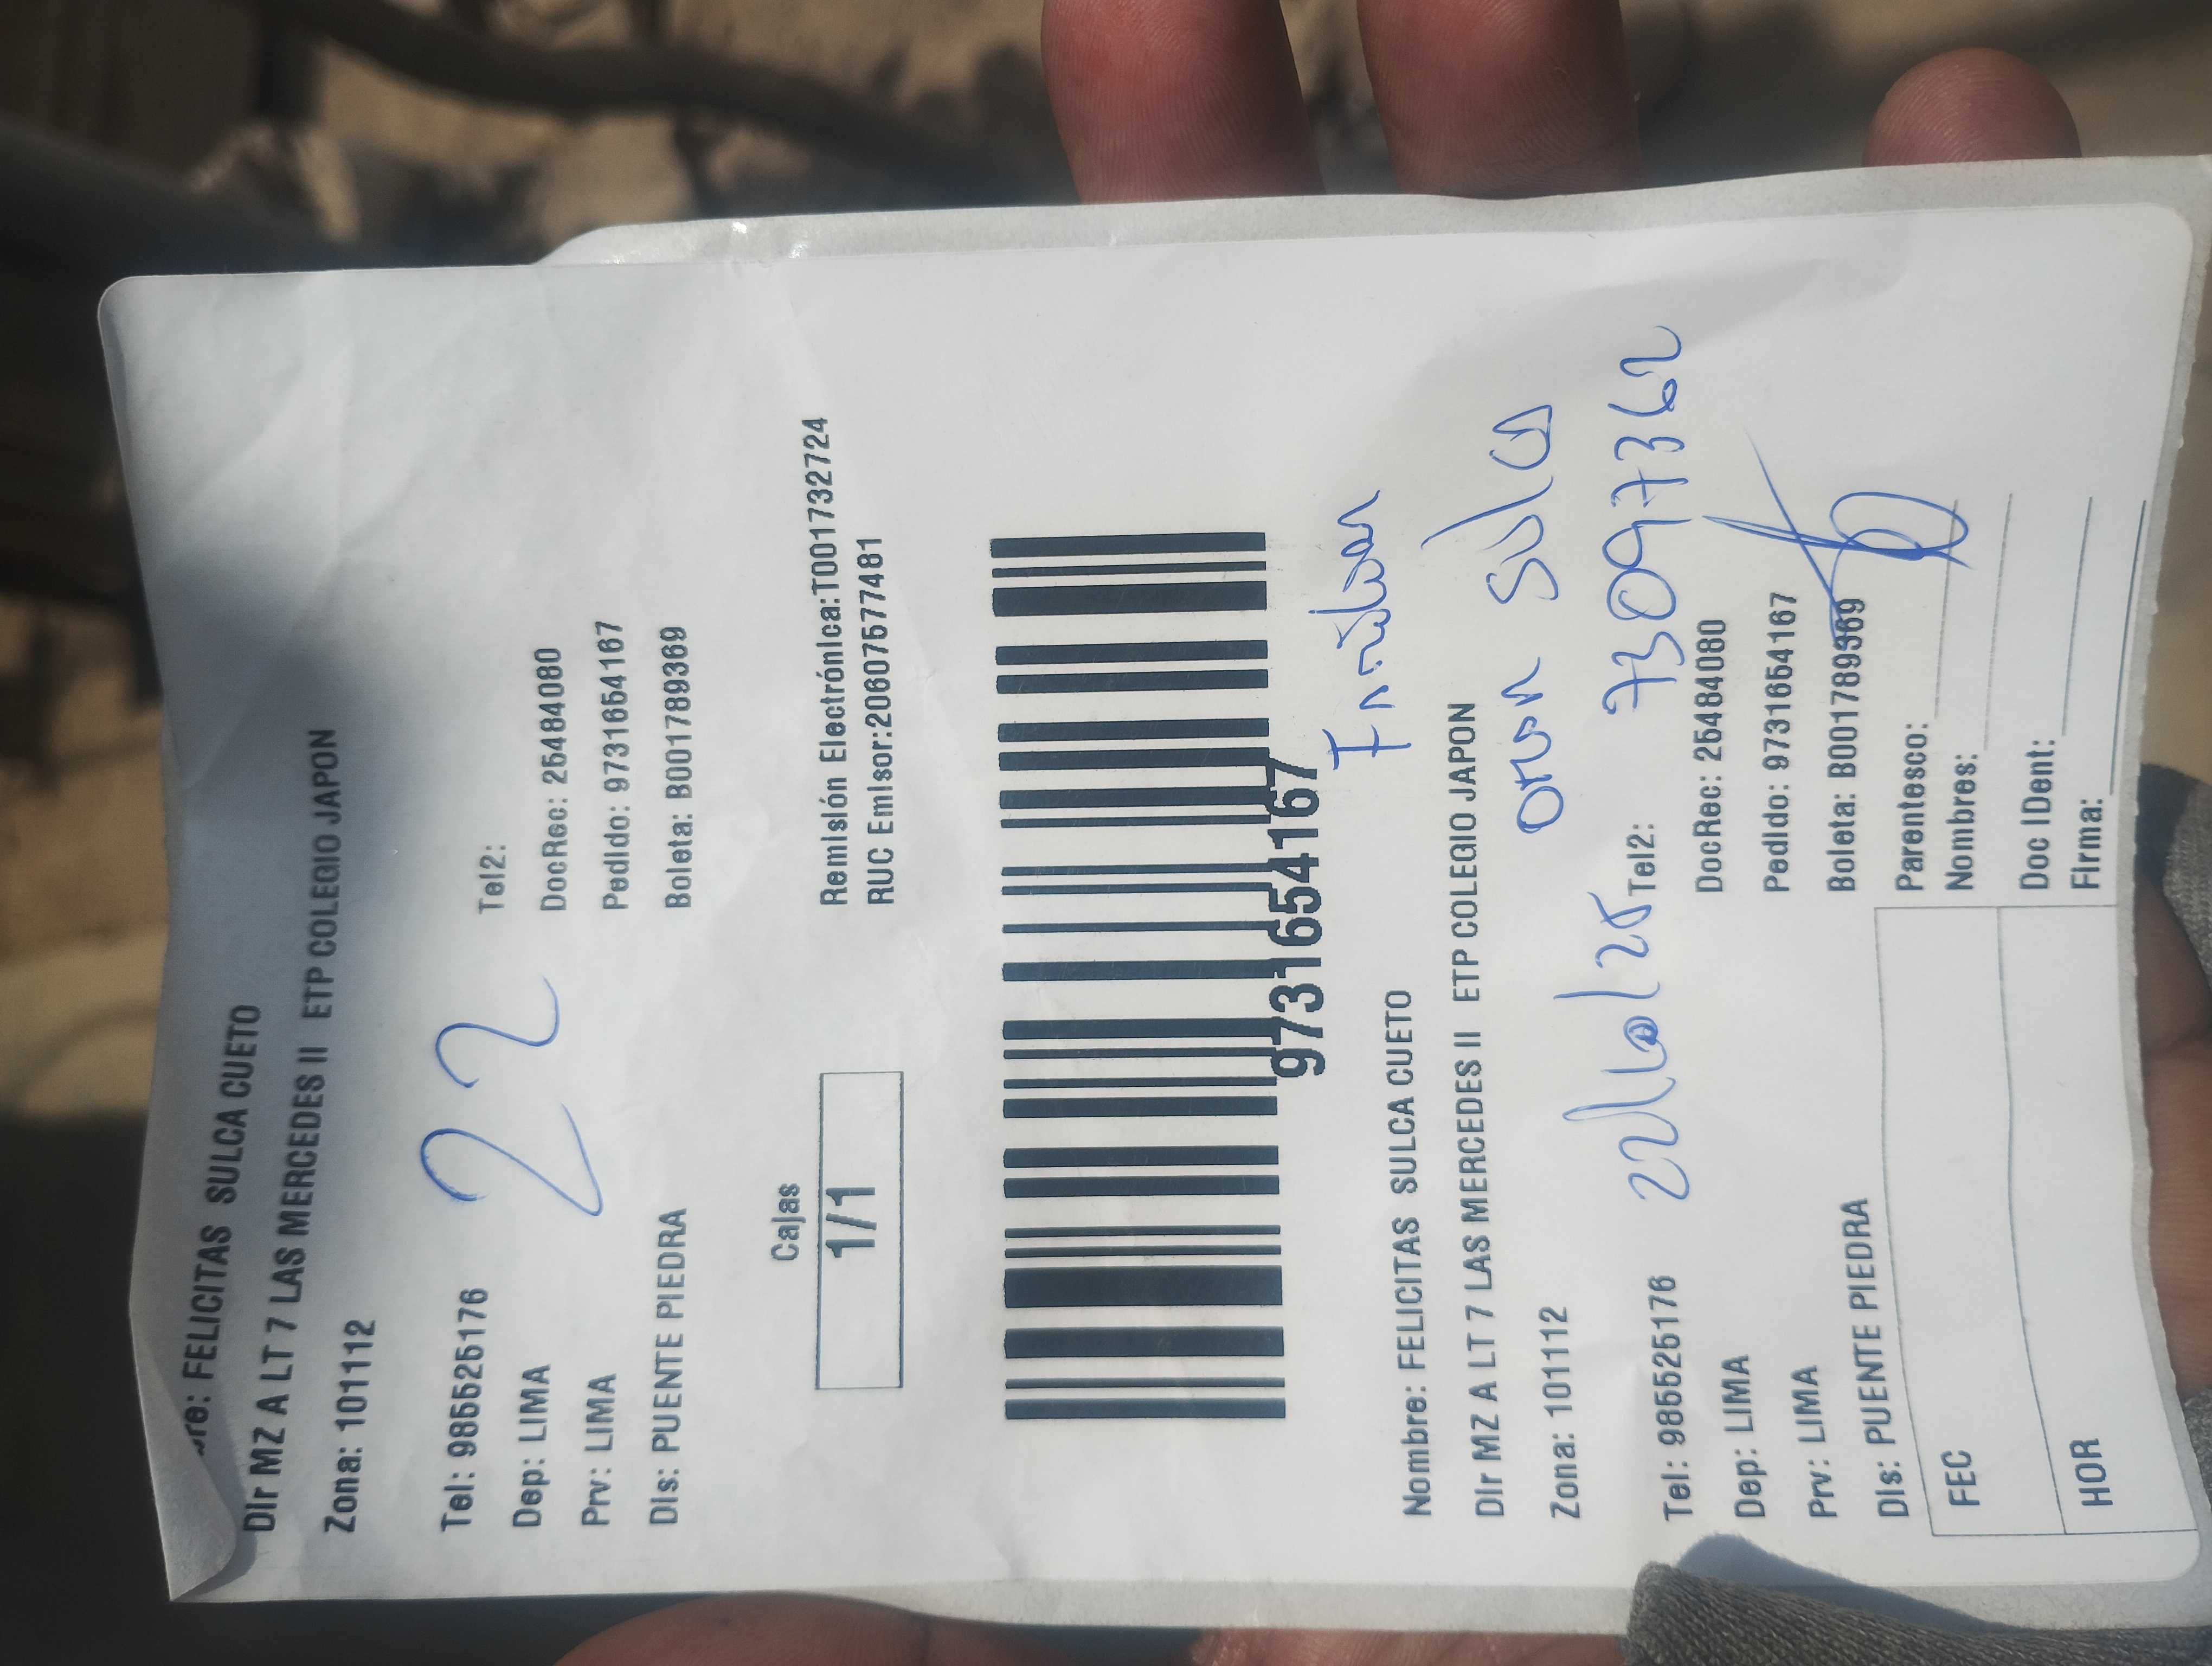 re: FELICITAS SULCA CUETO
Dir MZ A LT 7 LAS MERCEDES II ETP COLEGIO JAPON
Zona: 101112
22
Tel: 985525176 Tel2:
Dep: LIMA DocRec: 25484080
Prv: LIMA Pedido: 97316541​67
Dis: PUENTE PIEDRA Boleta: B001789369
Cajas
1/1
Remisión Electrónica:T001732724
RUC Emisor:20607577481
9731654167
Familiar
Nombre: FELICITAS SULCA CUETO
Dir MZ A LT 7 LAS MERCEDES II ETP COLEGIO JAPON
Sulca
Zona: 101112
73097362
Tel: 985525176 Tel2:
Dep: LIMA DocRec: 25484080
Prv: LIMA Pedido: 9731654167
Dis: PUENTE PIEDRA Boleta: B001789369
FEC
HOR
Parentesco:
Nombres:
Doc IDent:
Firma: